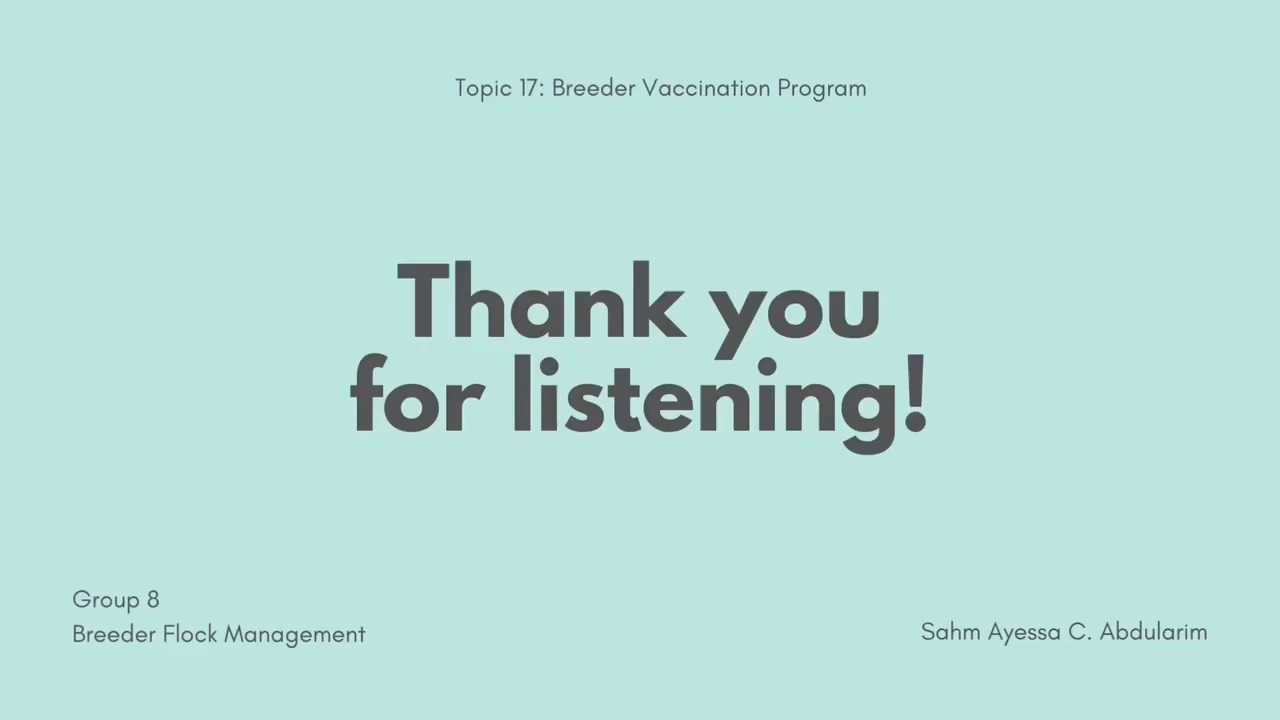 Topic 17: Breeder Vaccination Program
Thank you
for listening!
Group 8
Breeder Flock Management
Sahm Ayessa C. Abdularim